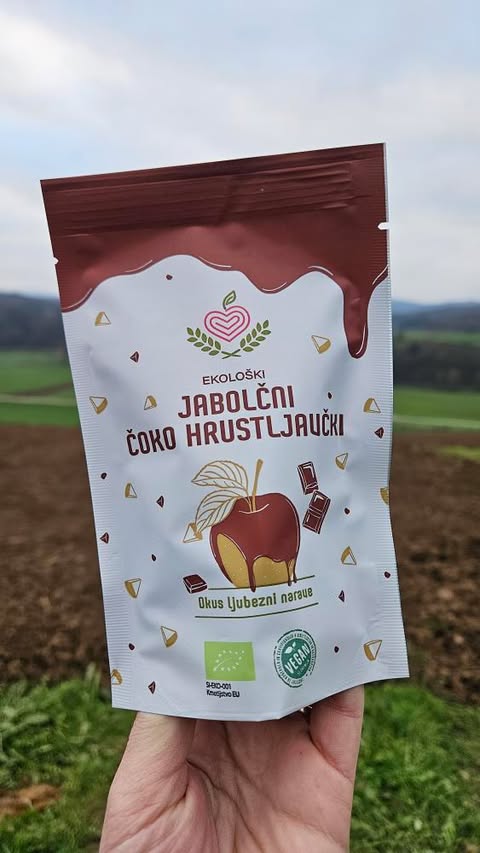 EKOLOŠKI
JABOLČNI
ČOKO HRUSTLJAVČKI
Okus ljubezni narave
SI-EKO-001
Kmetijstvo EU
VEGAN